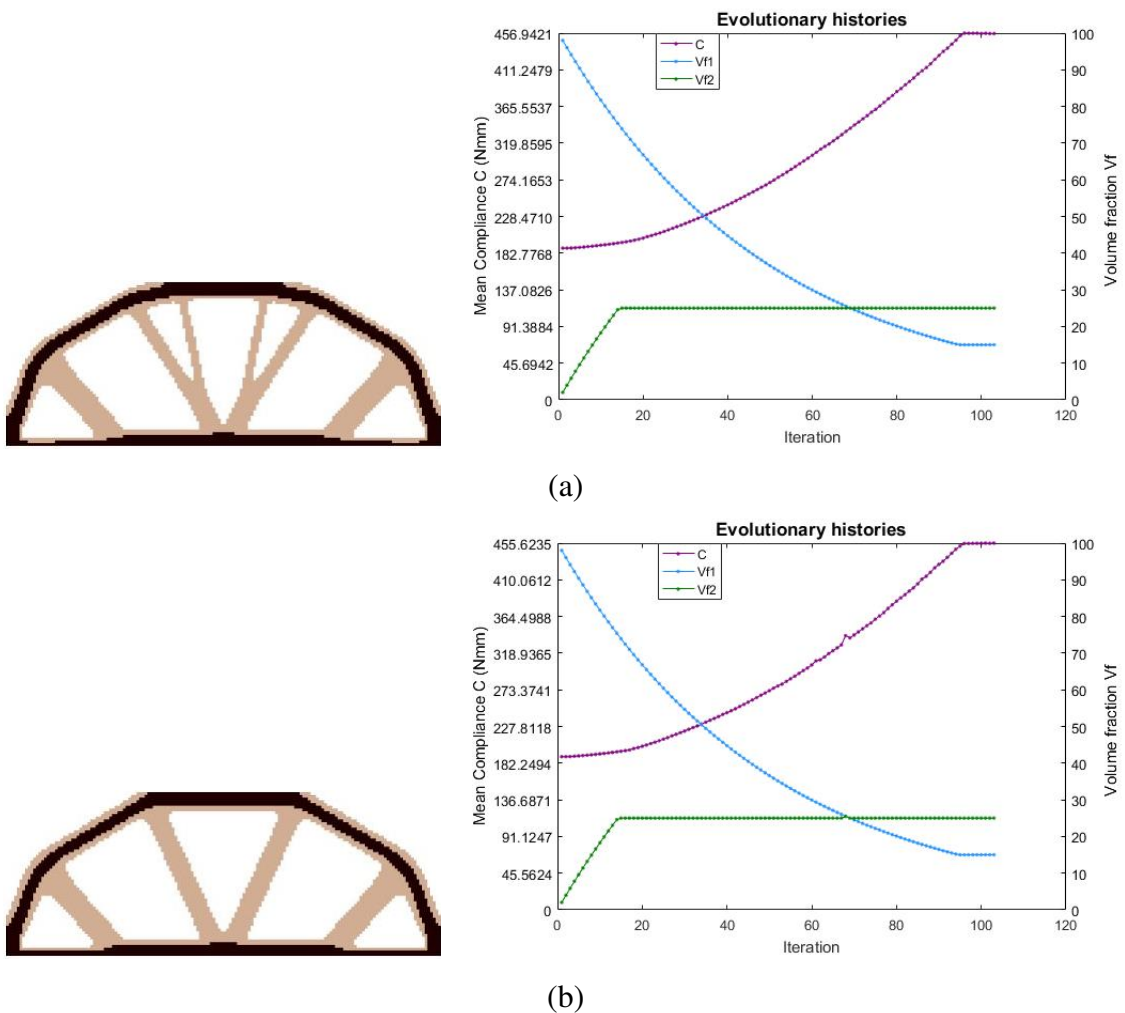 Evolutionary histories
C
Vf1
Vf2
456.9421
411.2479
365.5537
319.8595
274.1653
228.4710
182.7768
137.0826
91.3884
45.6942
0
Mean Compliance C (Nmm)
100
90
80
70
60
50
40
30
20
10
0
Volume fraction Vf
0 20 40 60 80 100 120
Iteration
(a)
Evolutionary histories
C
Vf1
Vf2
455.6235
410.0612
364.4988
318.9365
273.3741
227.8118
182.2494
136.6871
91.1247
45.5624
0
Mean Compliance C (Nmm)
100
90
80
70
60
50
40
30
20
10
0
Volume fraction Vf
0 20 40 60 80 100 120
Iteration
(b)